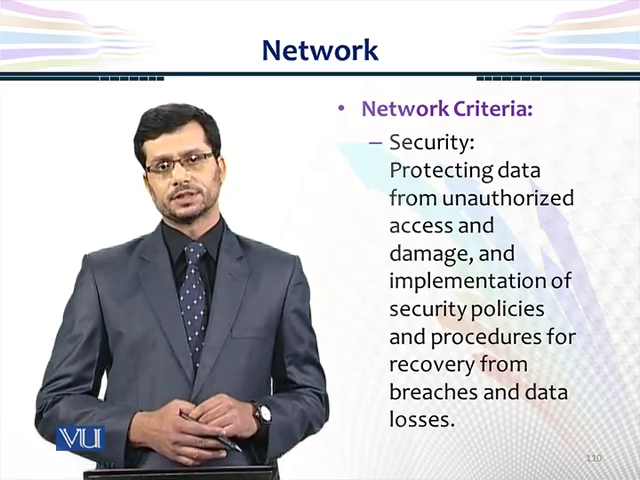 Network
• Network Criteria:
– Security:
Protecting data
from unauthorized
access and
damage, and
implementation of
security policies
and procedures for
recovery from
breaches and data
losses.
VU
110